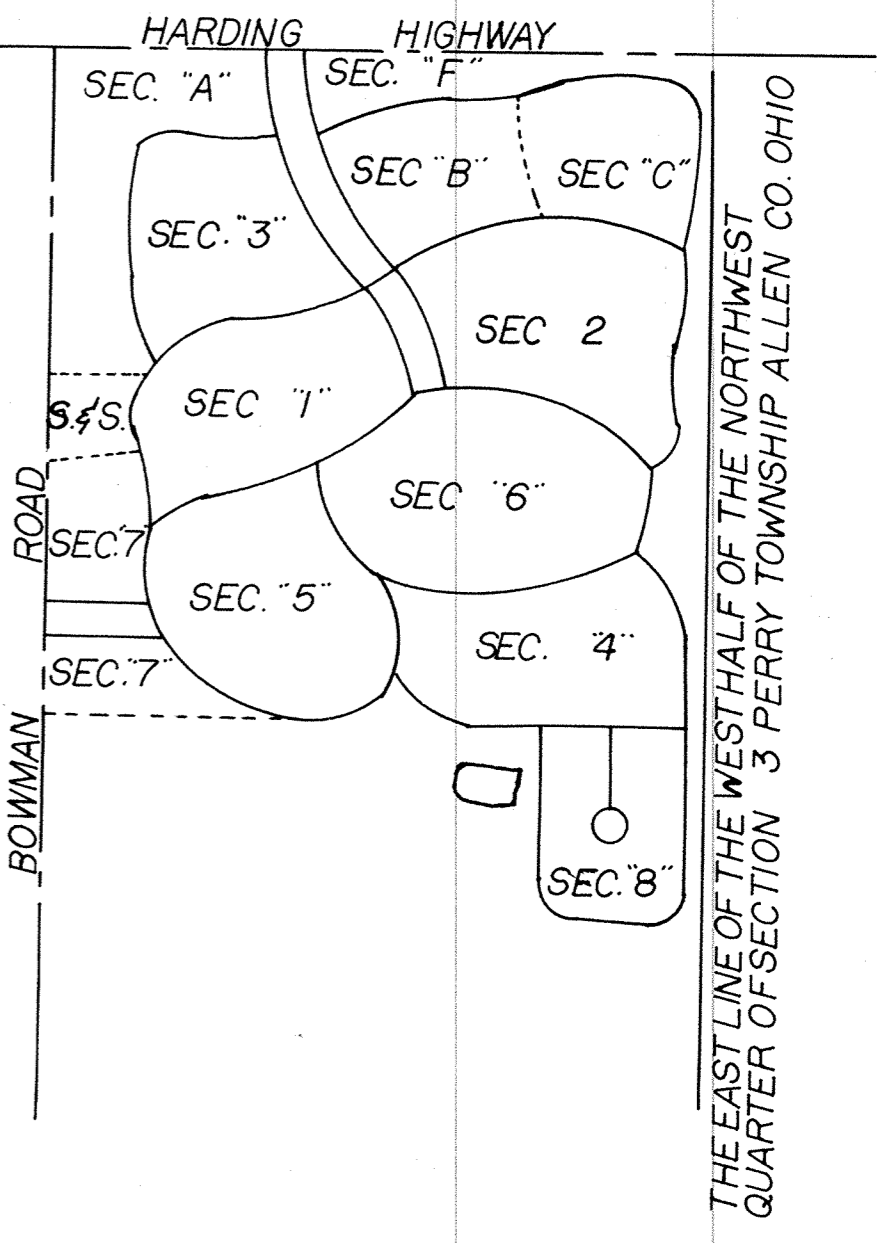 HARDING HIGHWAY
SEC. "A"
SEC. "F"
SEC "B"
SEC "C"
SEC. "3"
SEC 2
SEC "1"
S.&S.
SEC "6"
SEC."7"
SEC. "5"
SEC. "4"
SEC."7"
SEC."8"
BOWMAN ROAD
THE EAST LINE OF THE WEST HALF OF THE NORTHWEST
QUARTER OF SECTION 3 PERRY TOWNSHIP ALLEN CO. OHIO